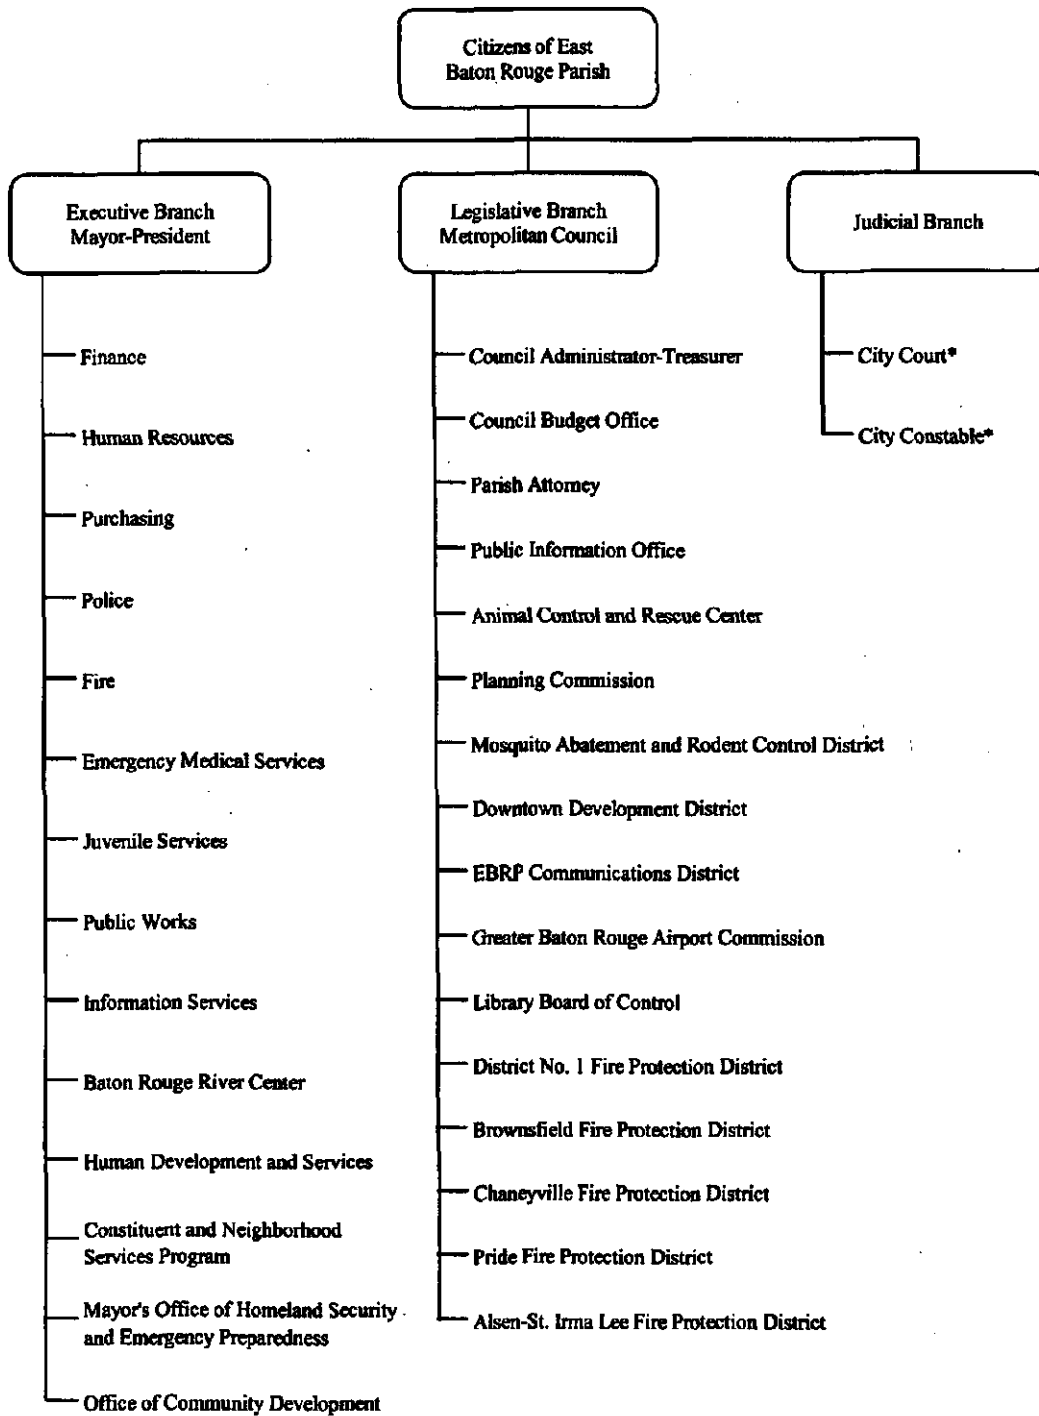 Citizens of East
Baton Rouge Parish
Executive Branch
Mayor-President
Finance
Human Resources
Purchasing
Police
Fire
Emergency Medical Services
Juvenile Services
Public Works
Information Services
Baton Rouge River Center
Human Development and Services
Constituent and Neighborhood
Services Program
Mayor's Office of Homeland Security
and Emergency Preparedness
Office of Community Development
Legislative Branch
Metropolitan Council
Council Administrator-Treasurer
Council Budget Office
Parish Attorney
Public Information Office
Animal Control and Rescue Center
Planning Commission
Mosquito Abatement and Rodent Control District
Downtown Development District
EBRP Communications District
Greater Baton Rouge Airport Commission
Library Board of Control
District No. 1 Fire Protection District
Brownsfield Fire Protection District
Chaneyville Fire Protection District
Pride Fire Protection District
Alsen-St. Irma Lee Fire Protection District
Judicial Branch
City Court*
City Constable*